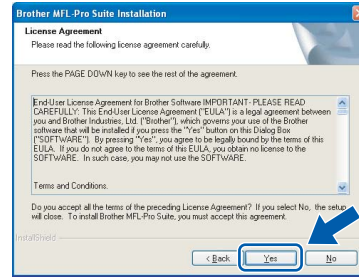 Brother MFL-Pro Suite Installation
License Agreement
Please read the following license agreement carefully.
Press the PAGE DOWN key to see the rest of the agreement.
End-User License Agreement for Brother Software IMPORTANT- PLEASE READ
CAREFULLY: This End-User License Agreement ("EULA") is a legal agreement between
you and Brother Industries, Ltd. ("Brother"), which governs your use of the Brother
software that will be installed if you press the "Yes" button on this Dialog Box
("SOFTWARE"). By pressing "Yes", you agree to be legally bound by the terms of this
EULA. If you do not agree to the terms of this EULA, you obtain no license to the
SOFTWARE. In such case, you may not use the SOFTWARE.
Terms and Conditions.
Do you accept all the terms of the preceding License Agreement? If you select No, the setup
will close. To install Brother MFL-Pro Suite, you must accept this agreement.
InstallShield
< Back Yes No